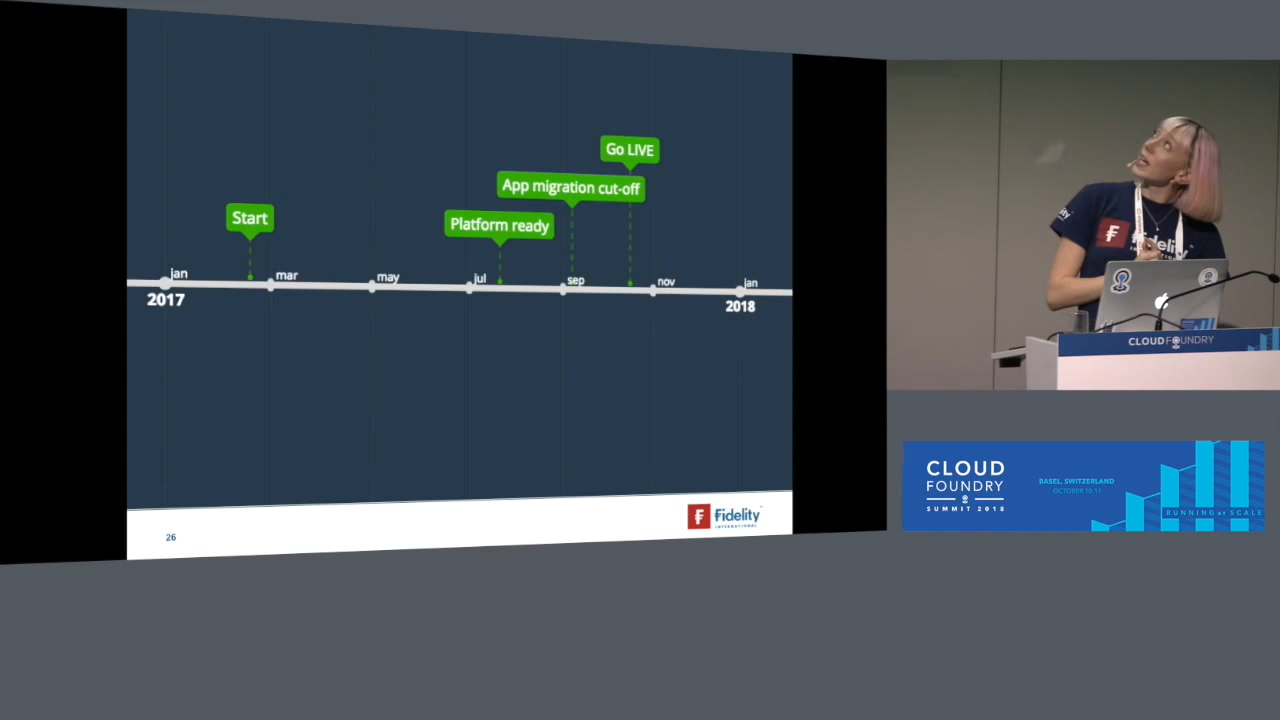 Go LIVE
App migration cut-off
Start
Platform ready
jan
mar
may
jul
sep
nov
jan
2017
2018
26
Fidelity
INTERNATIONAL
Fidelity
CLOUD FOUNDRY
CLOUD
FOUNDRY
SUMMIT 2018
BASEL, SWITZERLAND
OCTOBER 10-11
RUNNING AT SCALE